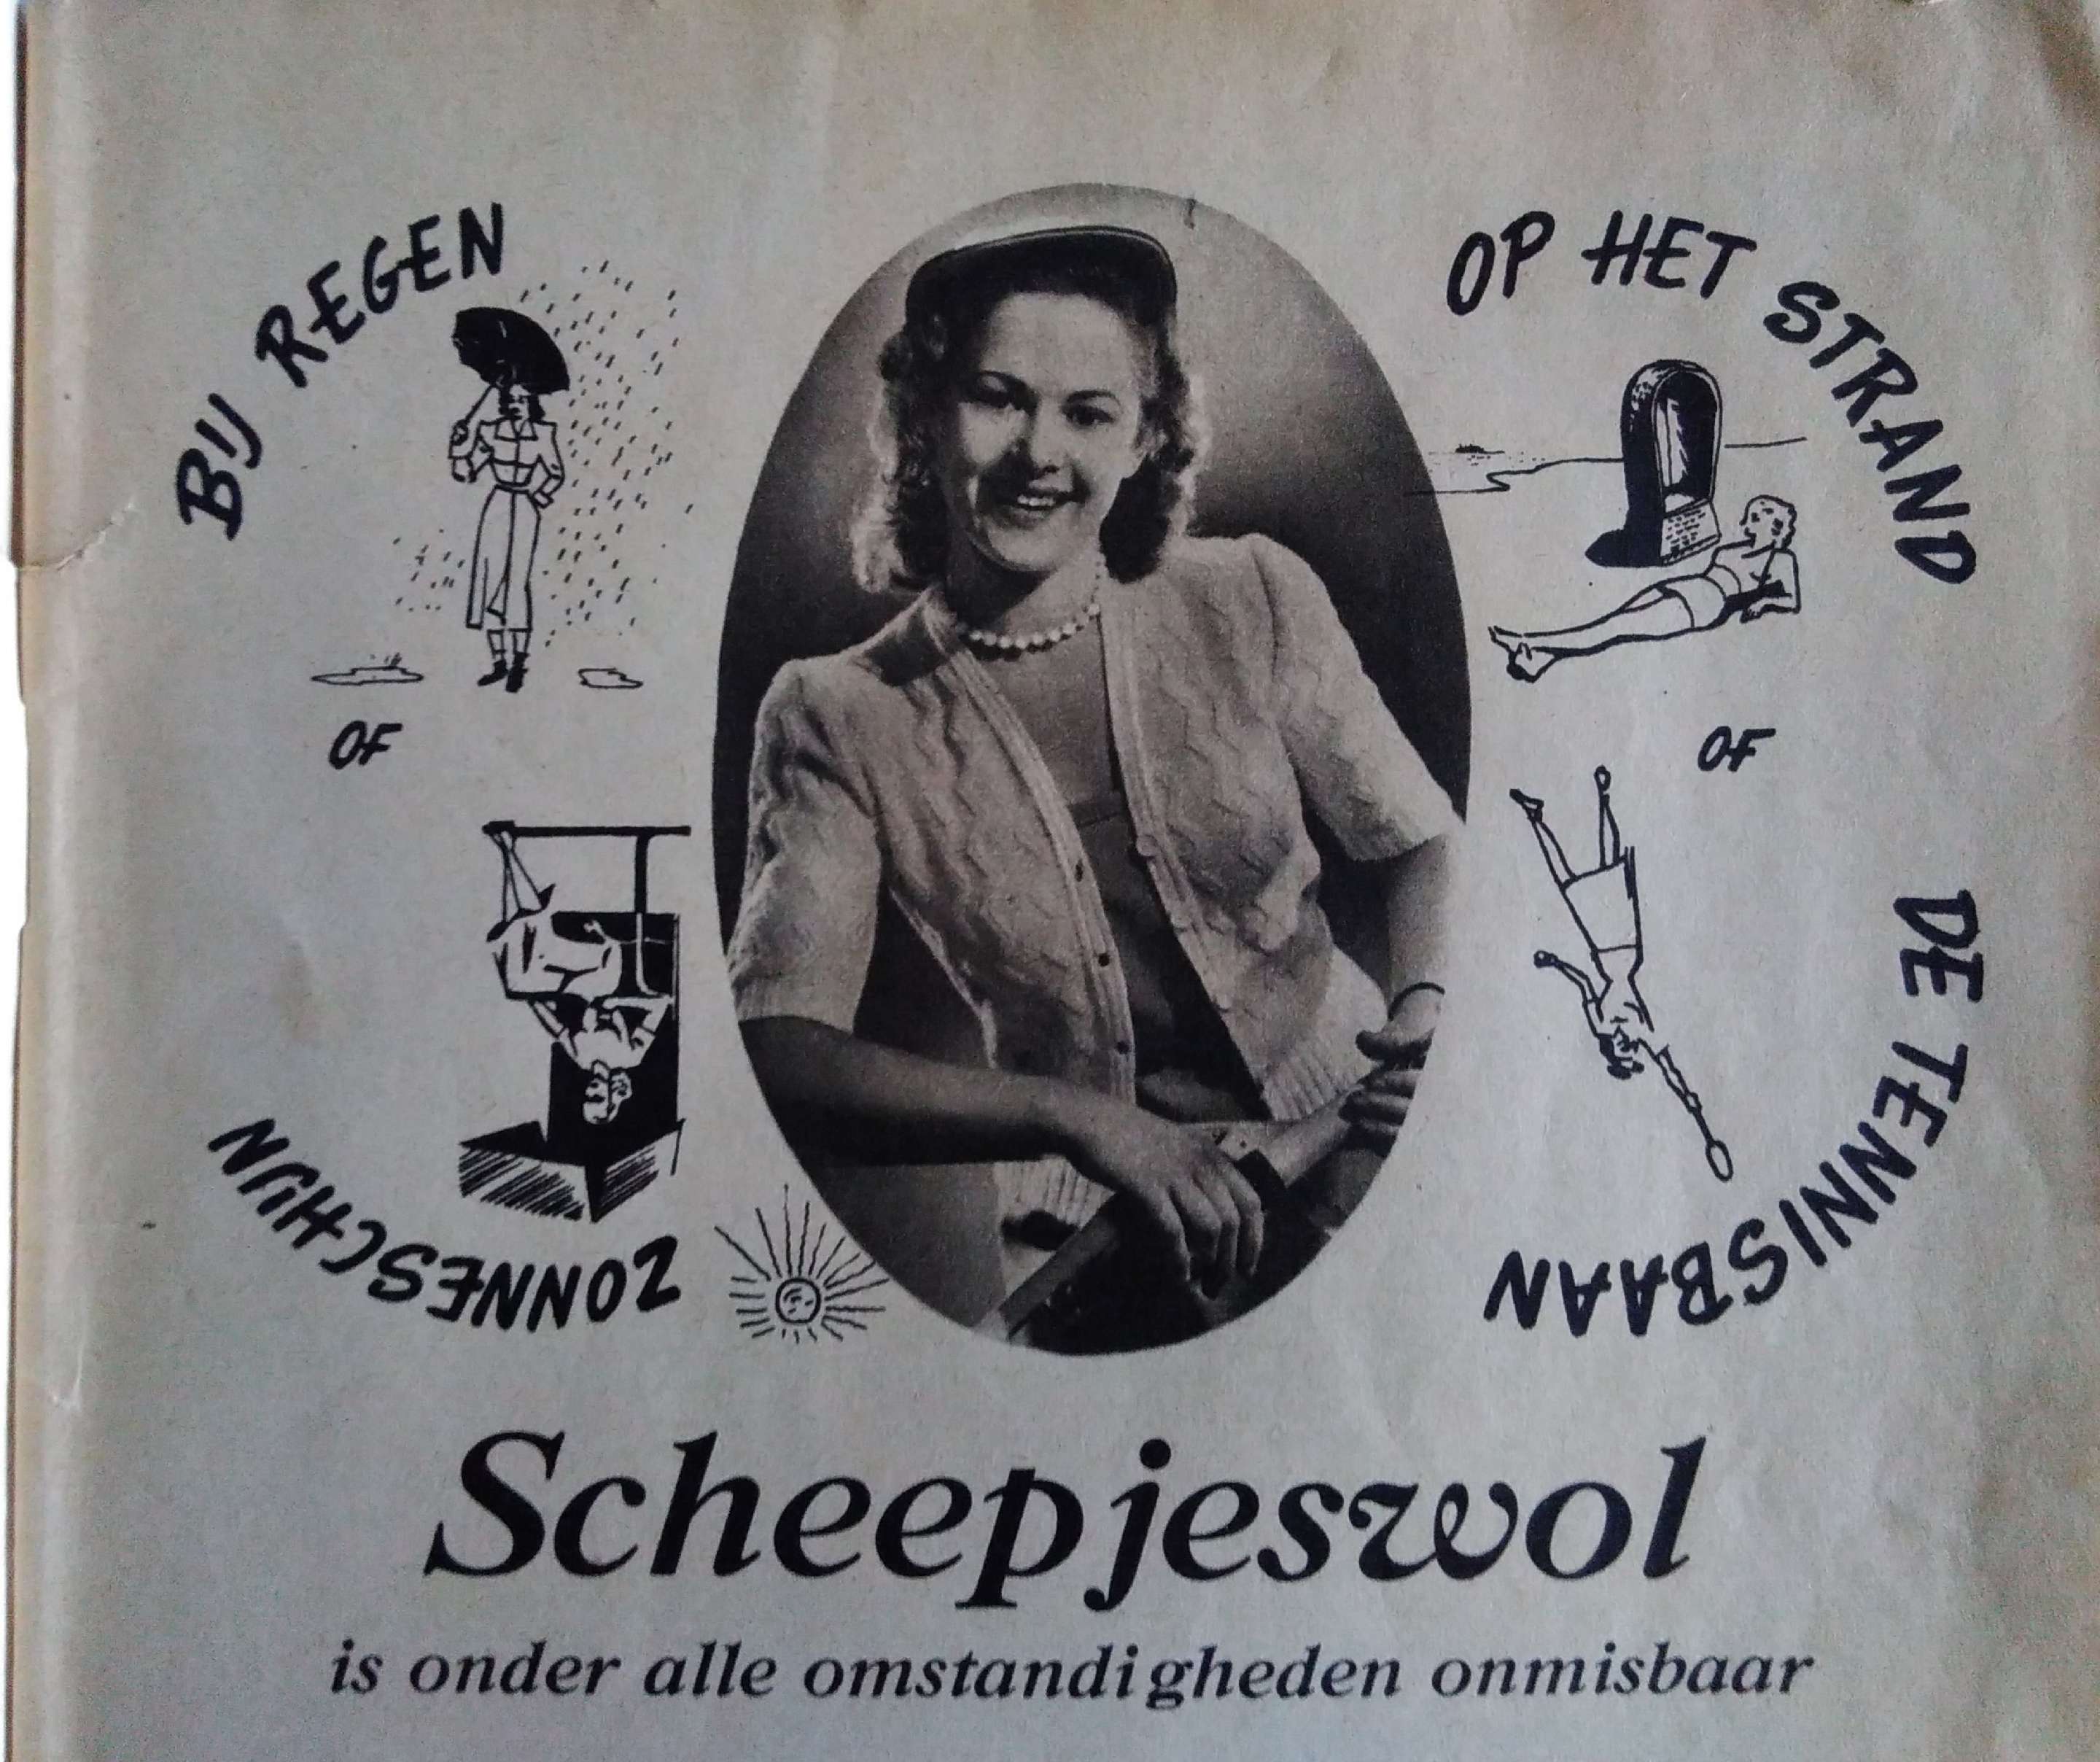 BIJ REGEN
OF
ZONNESCHIJN
OP HET STRAND
OF
DE TENNISBAAN
Scheepjeswol
is onder alle omstandigheden onmisbaar